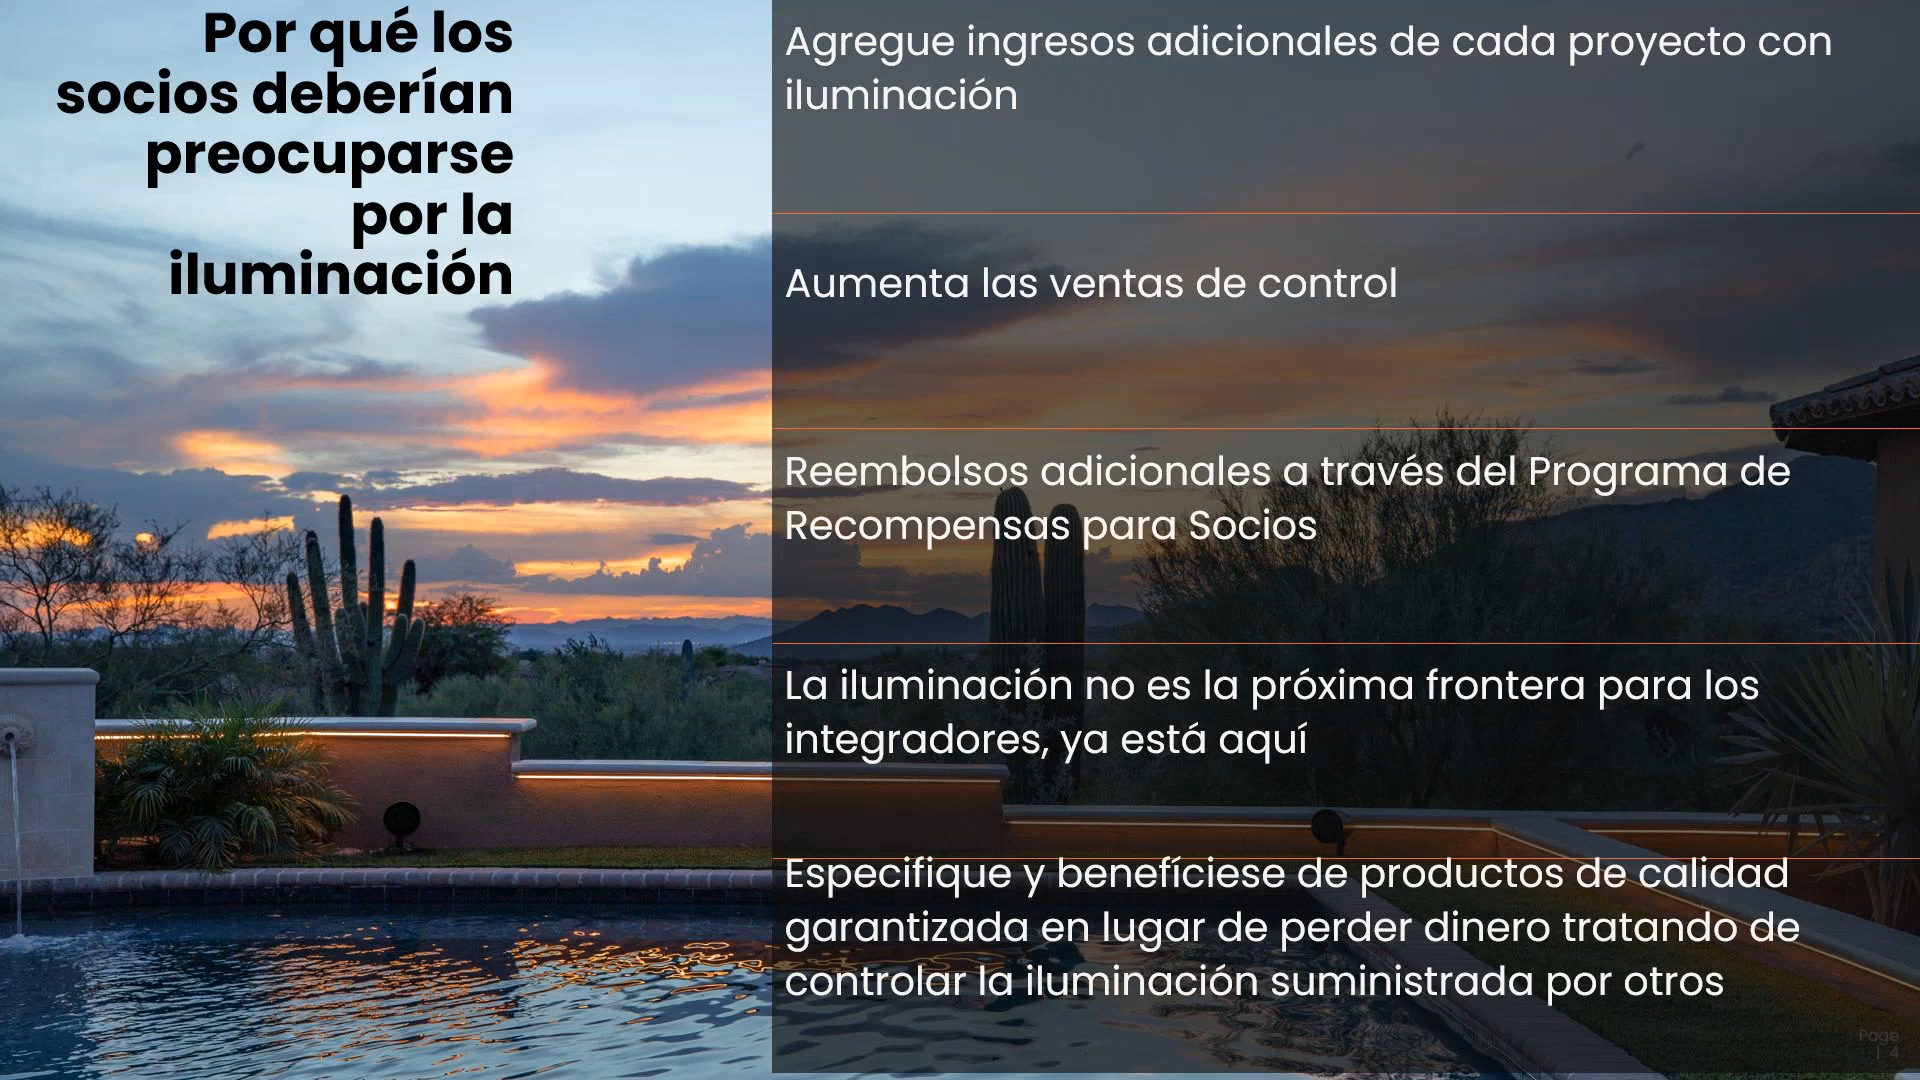 Por qué los
socios deberían
preocuparse
por la
iluminación
Agregue ingresos adicionales de cada proyecto con
iluminación
Aumenta las ventas de control
Reembolsos adicionales a través del Programa de
Recompensas para Socios
La iluminación no es la próxima frontera para los
integradores, ya está aquí
Especifique y benefíciese de productos de calidad
garantizada en lugar de perder dinero tratando de
controlar la iluminación suministrada por otros
Page
| 4